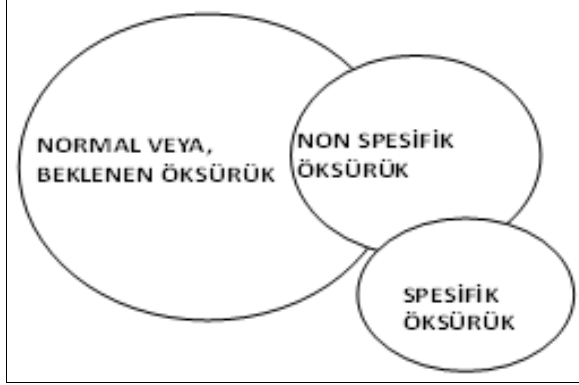 NORMAL VEYA,
BEKLENEN ÖKSÜRÜK
NON SPESİFİK
ÖKSÜRÜK
SPESİFİK
ÖKSÜRÜK